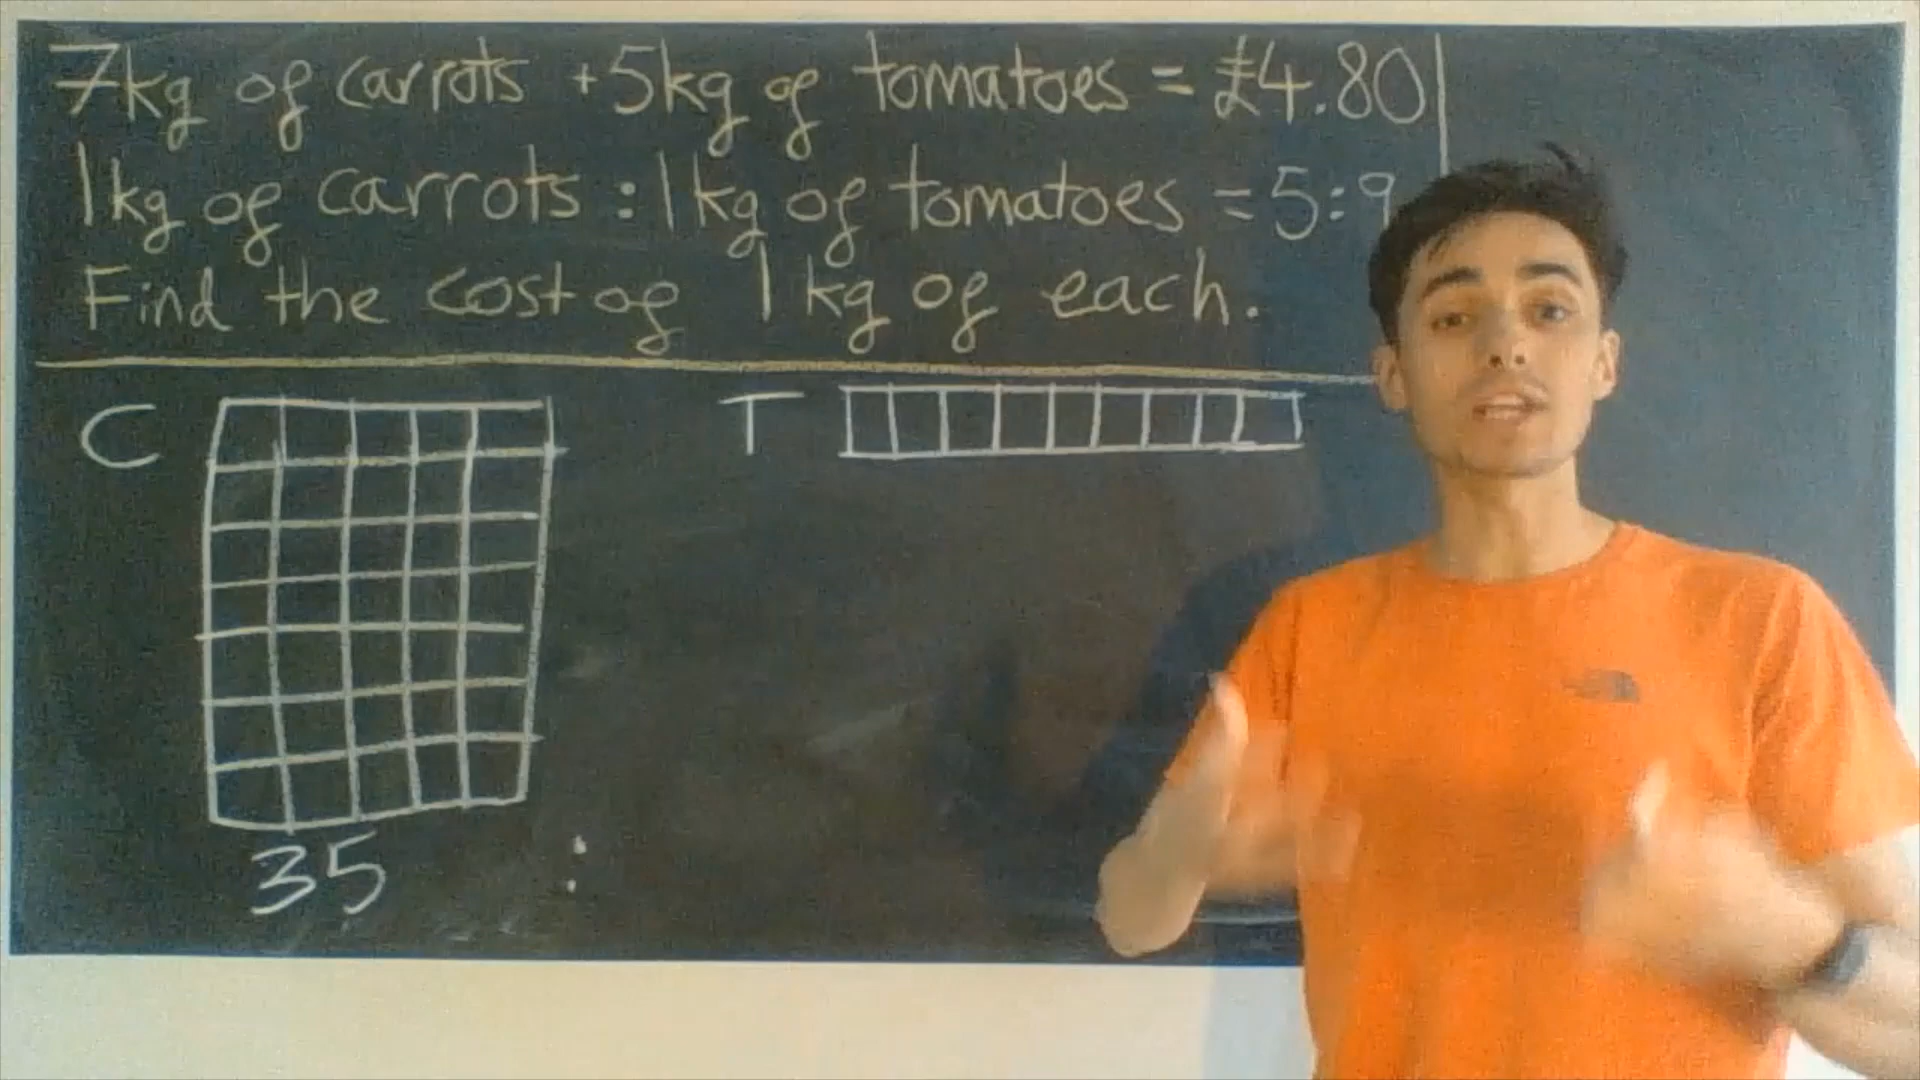 7kg of carrots + 5kg of tomatoes = £4.80
1kg of carrots : 1kg of tomatoes = 5:9
Find the cost of 1kg of each.
C T
35 :